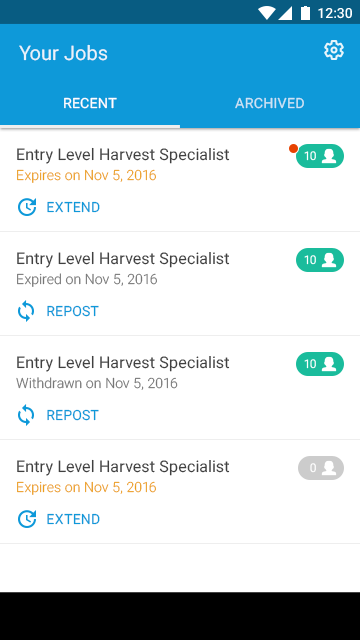 12:30
Your Jobs
RECENT
ARCHIVED
Entry Level Harvest Specialist
10
Expires on Nov 5, 2016
EXTEND
Entry Level Harvest Specialist
10
Expired on Nov 5, 2016
REPOST
Entry Level Harvest Specialist
10
Withdrawn on Nov 5, 2016
REPOST
Entry Level Harvest Specialist
0
Expires on Nov 5, 2016
EXTEND